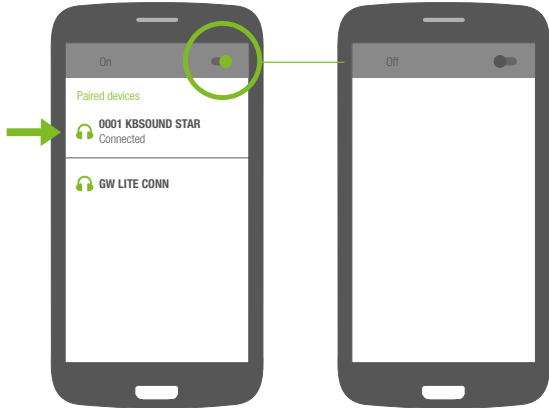 On
Paired devices
0001 KBSOUND STAR
Connected
GW LITE CONN
Off